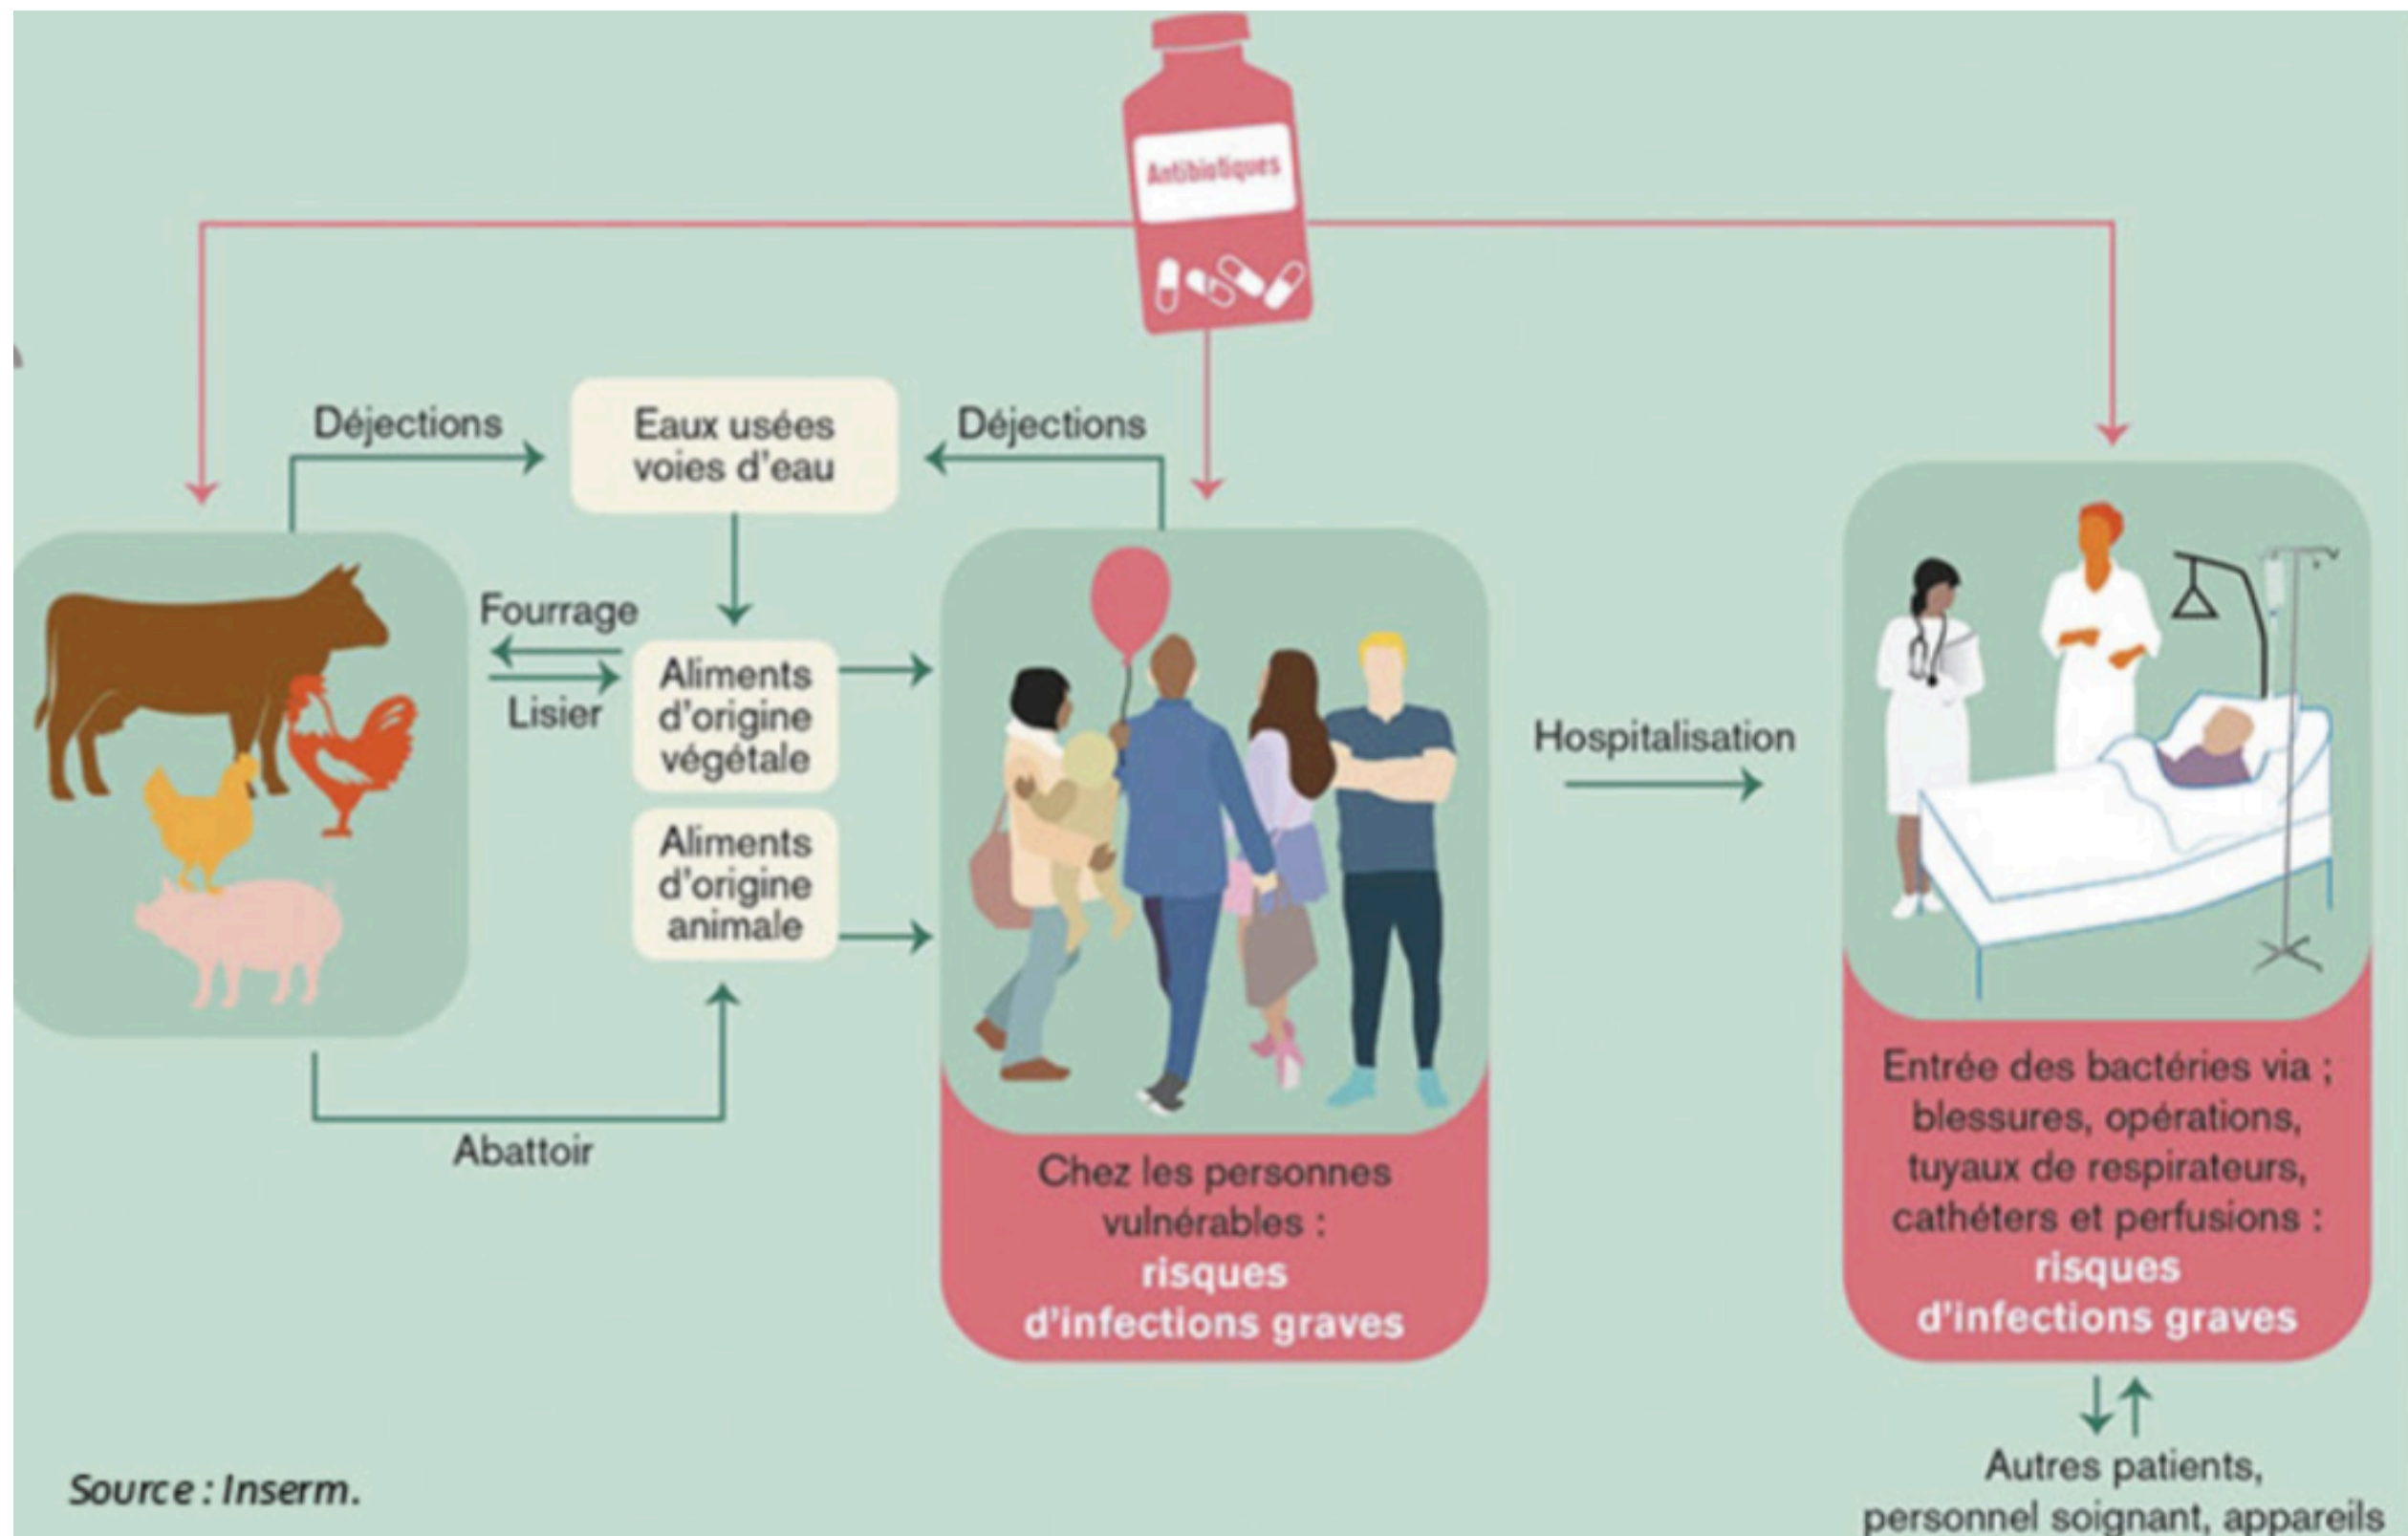 Antibiotiques
Déjections
Eaux usées
voies d'eau
Déjections
Fourrage
Lisier
Aliments
d'origine
végétale
Aliments
d'origine
animale
Abattoir
Hospitalisation
Chez les personnes
vulnérables :
risques
d'infections graves
Entrée des bactéries via ;
blessures, opérations,
tuyaux de respirateurs,
cathéters et perfusions :
risques
d'infections graves
Autres patients,
personnel soignant, appareils
Source : Inserm.